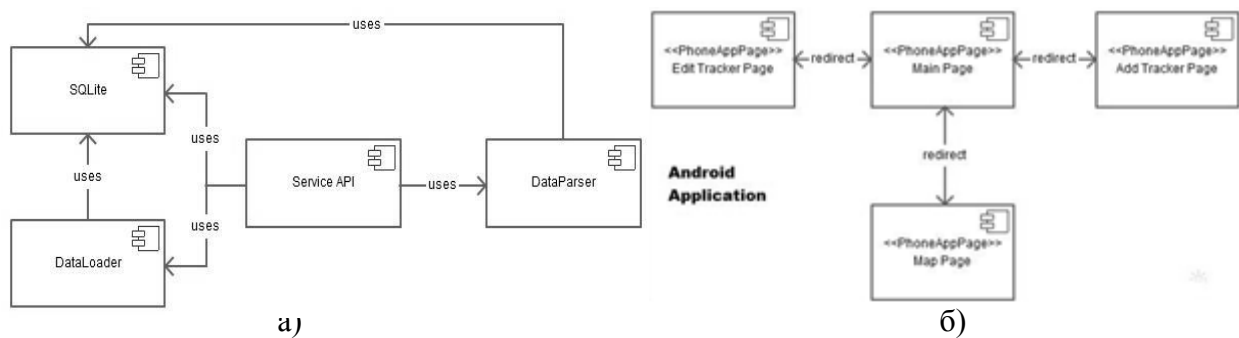 uses
SQLite
uses
uses
Service API
uses
DataParser
uses
DataLoader
а)
<<PhoneAppPage>>
Edit Tracker Page
redirect
<<PhoneAppPage>>
Main Page
redirect
<<PhoneAppPage>>
Add Tracker Page
redirect
Android
Application
<<PhoneAppPage>>
Map Page
б)